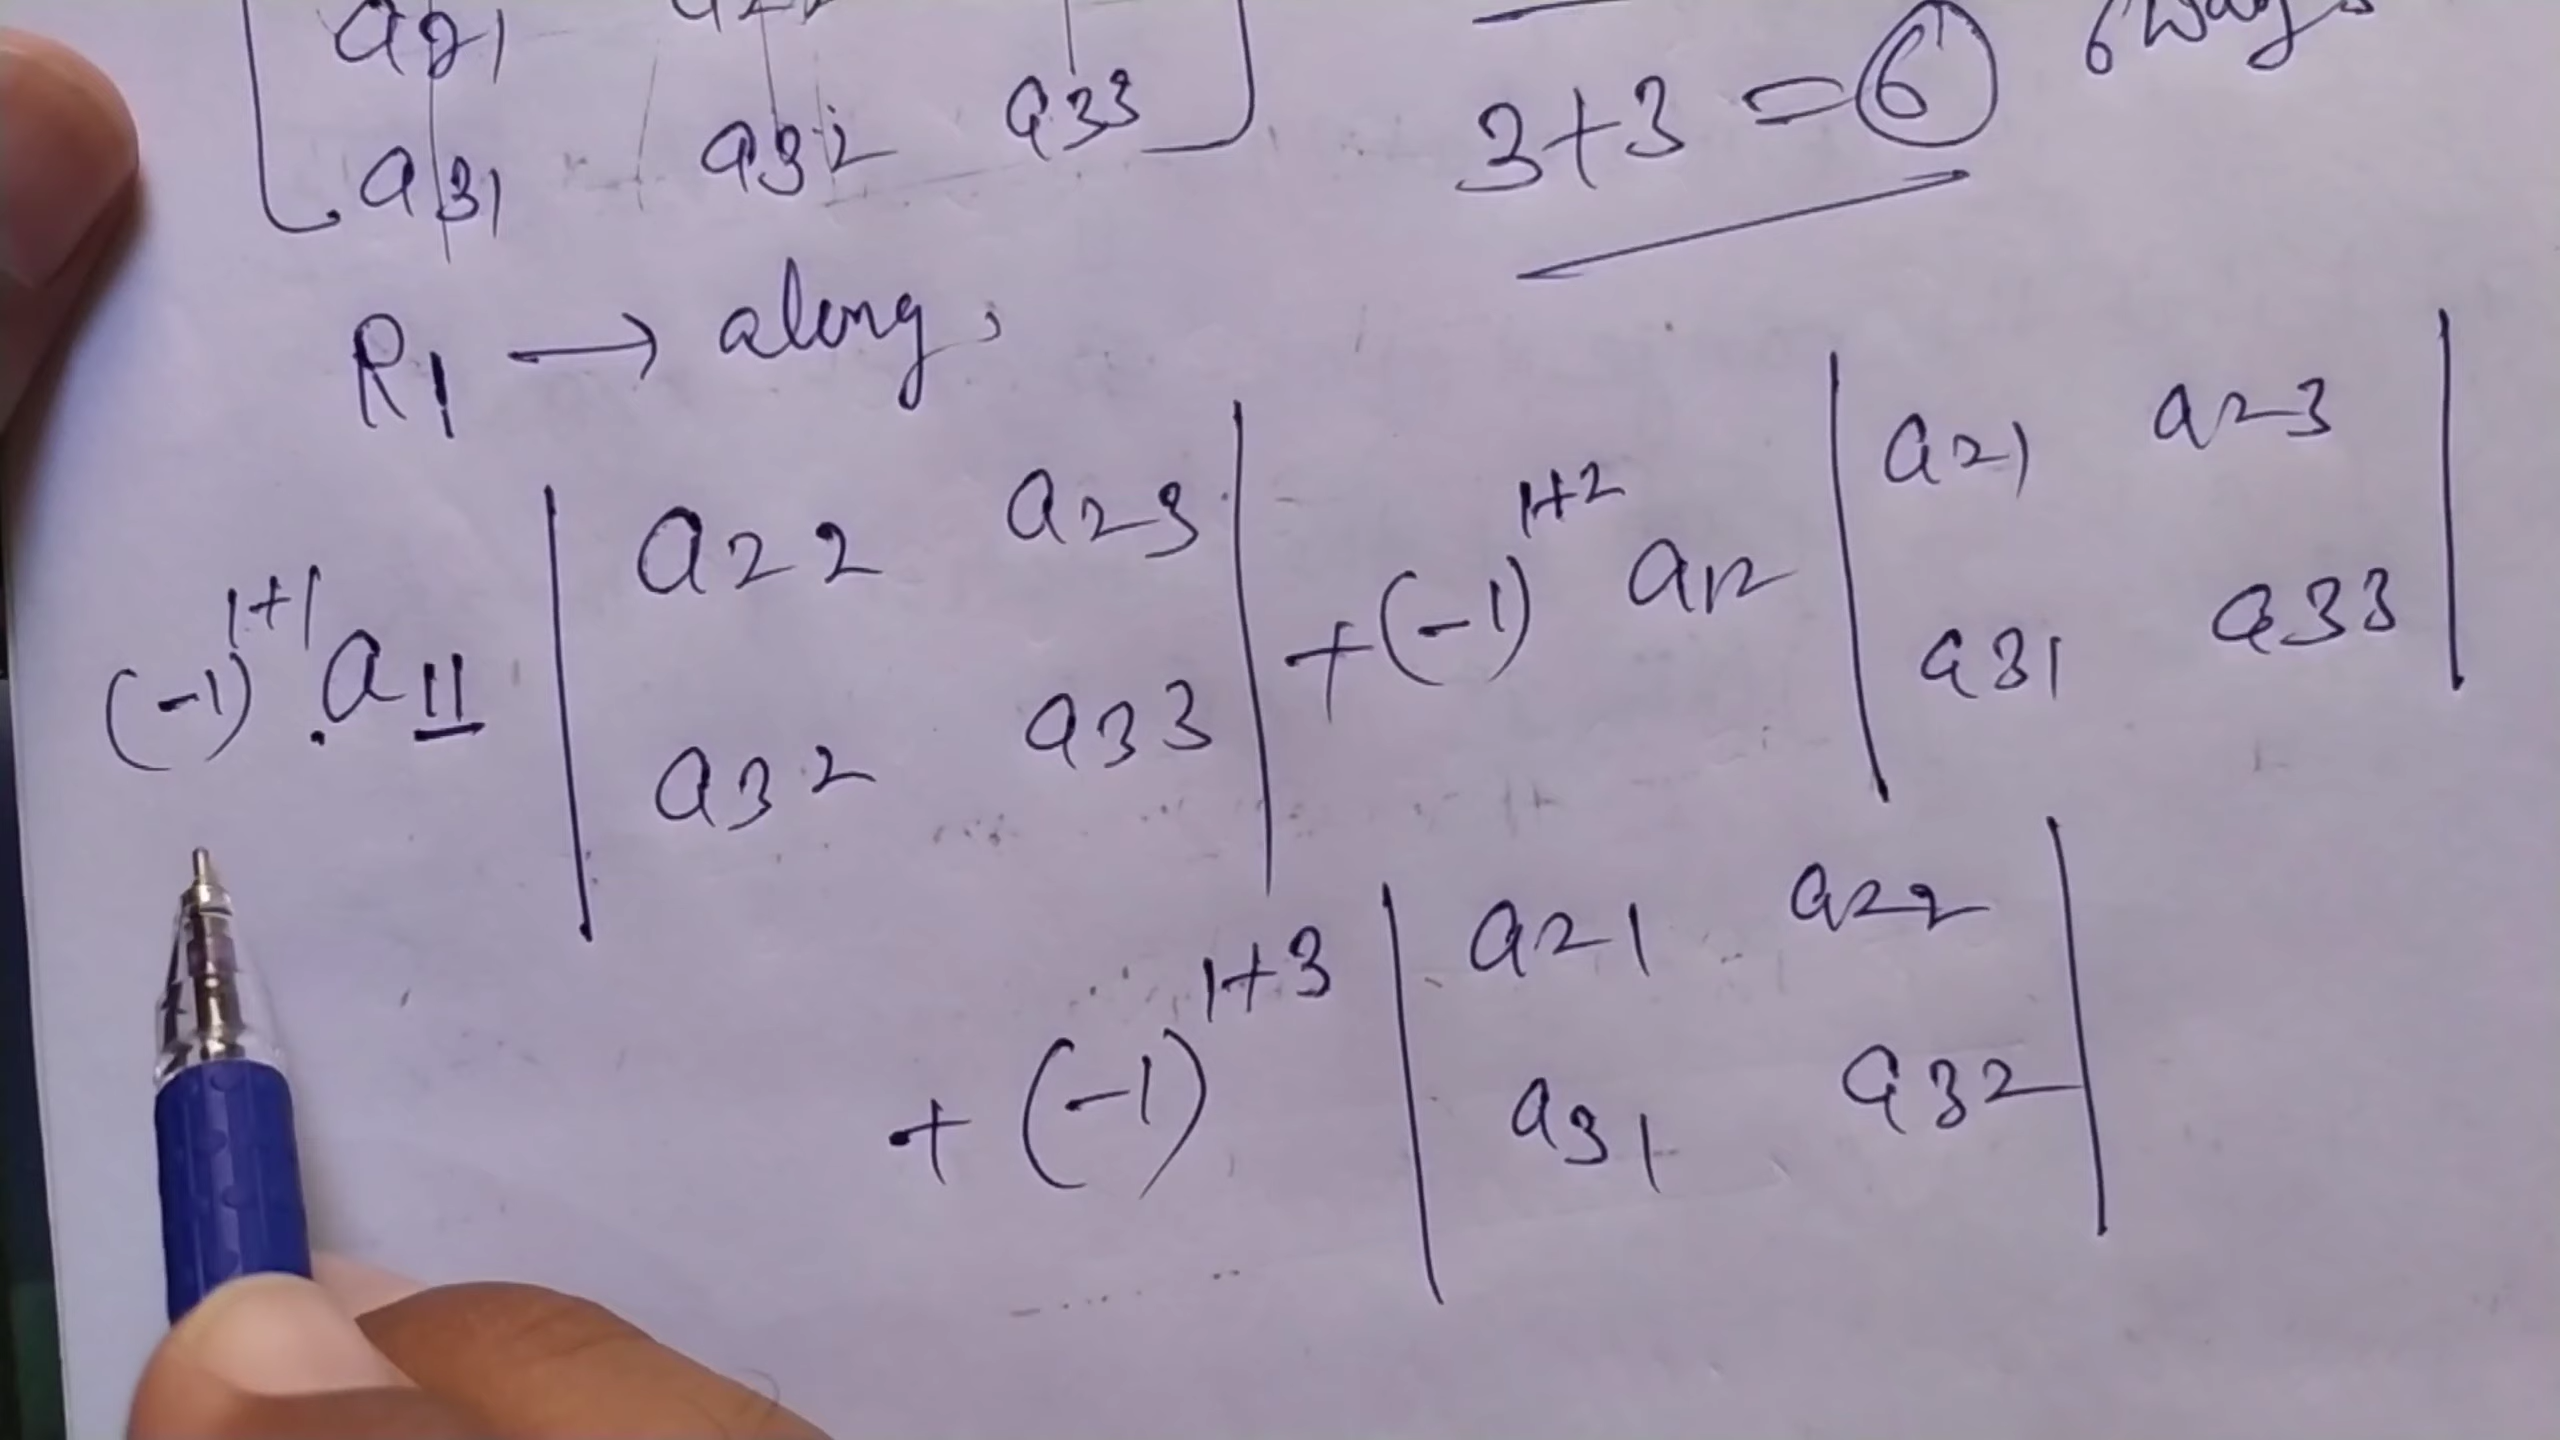 a21
a31 a32 a33
3+3 = 6 6 ways
R1 → along,
(-1)^{1+1} . a11 | a22 a23 | + (-1)^{1+2} a12 | a21 a23 |
| a32 a33 | | a31 a33 |
+ (-1)^{1+3} | a21 a22 |
| a31 a32 |